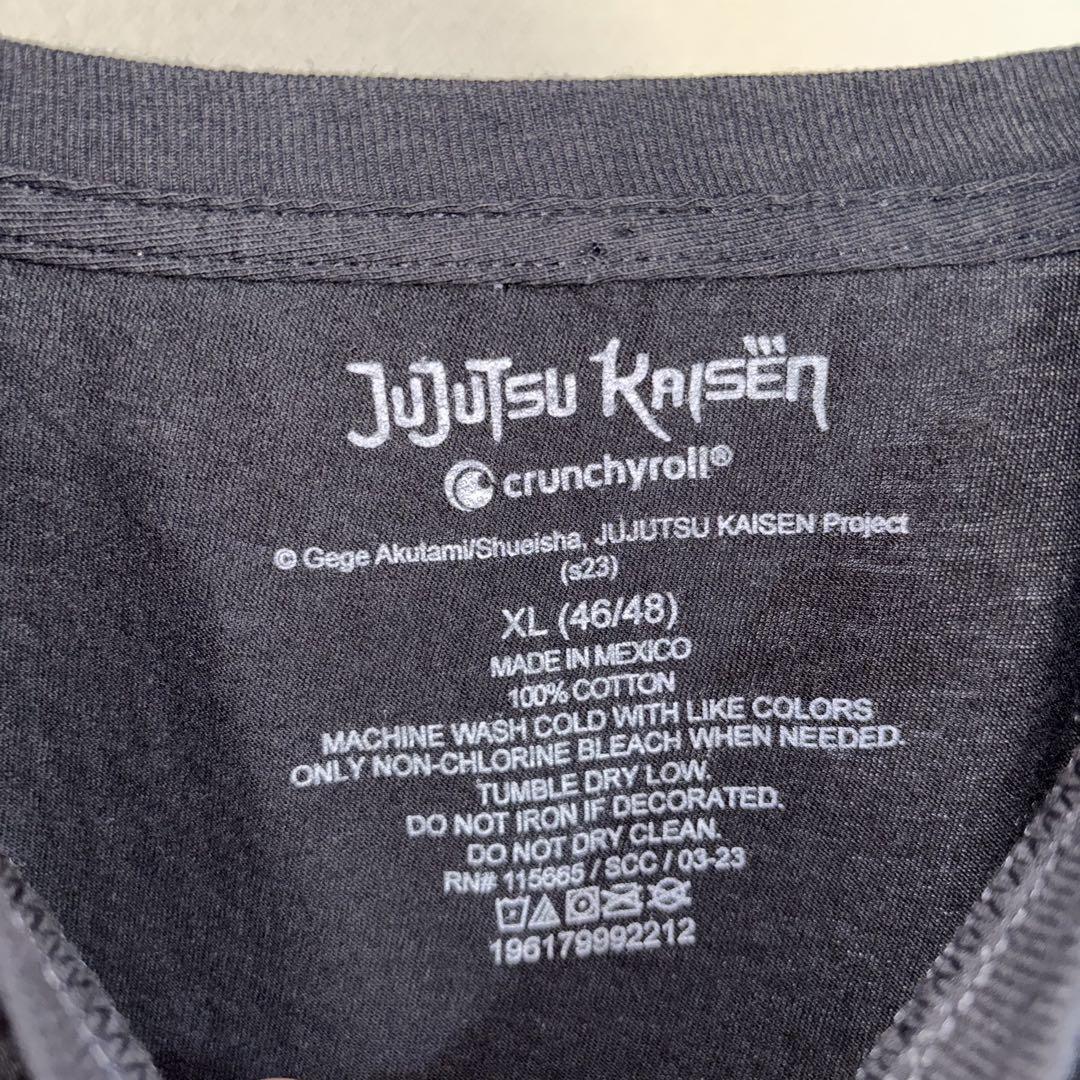 JUJUTSU KAISEN
crunchyroll®
© Gege Akutami/Shueisha, JUJUTSU KAISEN Project
(s23)
XL (46/48)
MADE IN MEXICO
100% COTTON
MACHINE WASH COLD WITH LIKE COLORS
ONLY NON-CHLORINE BLEACH WHEN NEEDED.
TUMBLE DRY LOW.
DO NOT IRON IF DECORATED.
DO NOT DRY CLEAN.
RN# 115665 / SCC / 03-23
196179992212